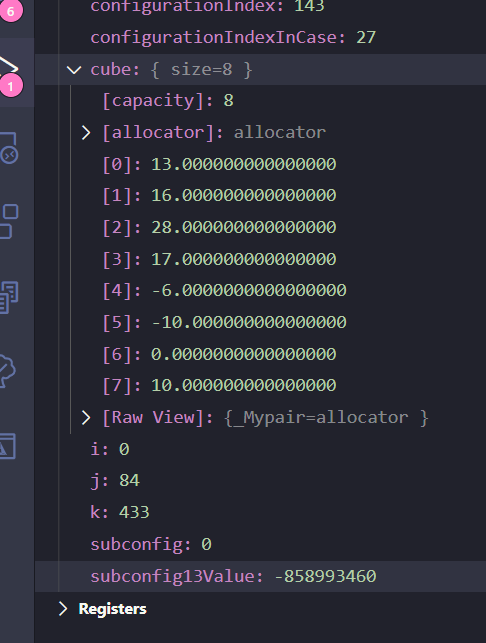 6
configurationIndex: 143
configurationIndexInCase: 27
cube: { size=8 }
1
[capacity]: 8
[allocator]: allocator
[0]: 13.000000000000000
[1]: 16.000000000000000
[2]: 28.000000000000000
[3]: 17.000000000000000
[4]: -6.0000000000000000
[5]: -10.000000000000000
[6]: 0.0000000000000000
[7]: 10.000000000000000
[Raw View]: {_Mypair=allocator }
i: 0
j: 84
k: 433
subconfig: 0
subconfig13Value: -858993460
Registers